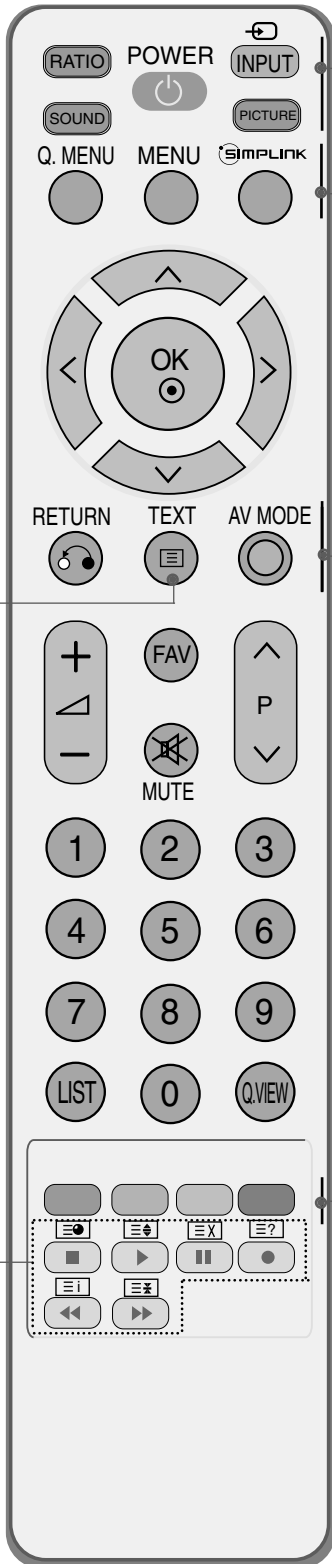 RATIO POWER INPUT
SOUND PICTURE
Q. MENU MENU SIMPLINK
OK
RETURN TEXT AV MODE
FAV
P
MUTE
1 2 3
4 5 6
7 8 9
LIST 0 Q.VIEW
X ?
i